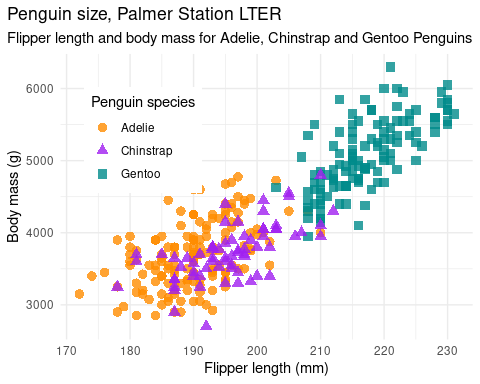 Penguin size, Palmer Station LTER
Flipper length and body mass for Adelie, Chinstrap and Gentoo Penguins
6000
5000
4000
3000
Body mass (g)
Penguin species
Adelie
Chinstrap
Gentoo
170 180 190 200 210 220 230
Flipper length (mm)